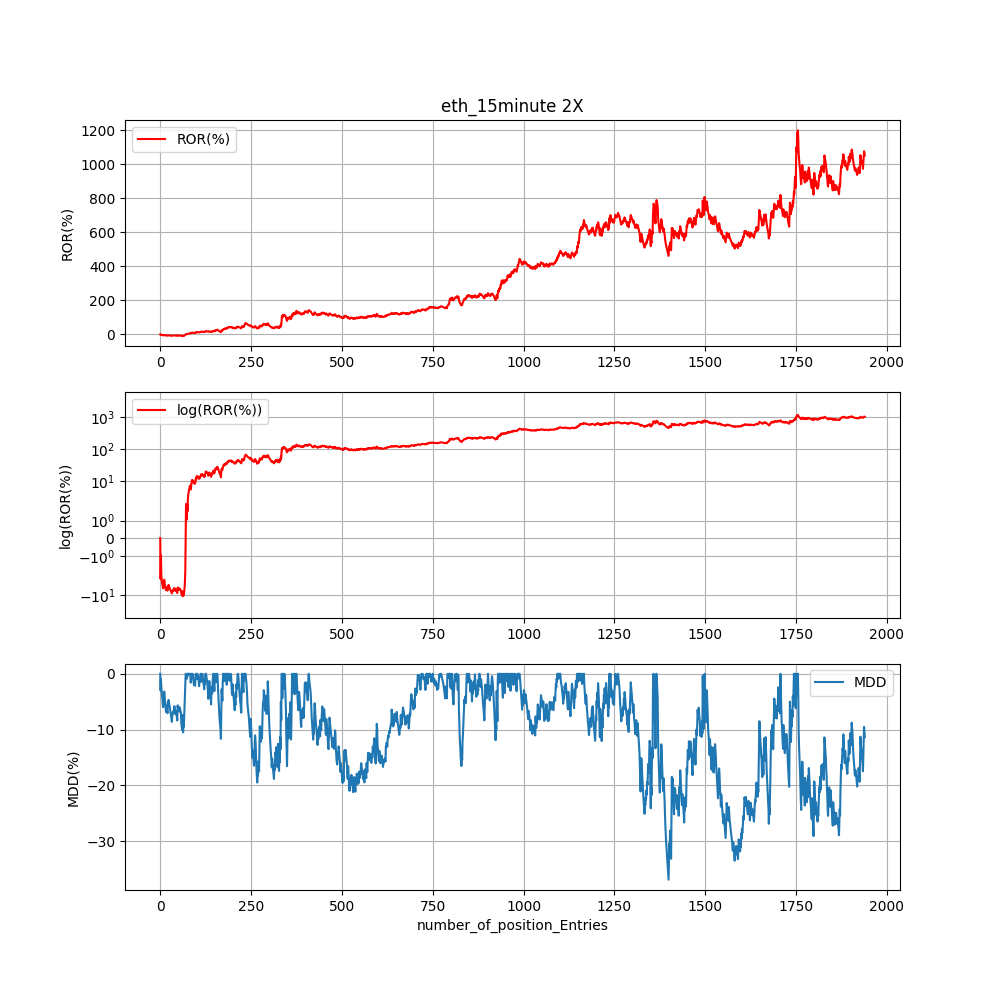 eth_15minute 2X
ROR(%)
ROR(%)
1200
1000
800
600
400
200
0
0 250 500 750 1000 1250 1500 1750 2000
log(ROR(%))
log(ROR(%))
10³
10²
10¹
10⁰
0
−10⁰
−10¹
0 250 500 750 1000 1250 1500 1750 2000
MDD
MDD(%)
0
−10
−20
−30
0 250 500 750 1000 1250 1500 1750 2000
number_of_position_Entries